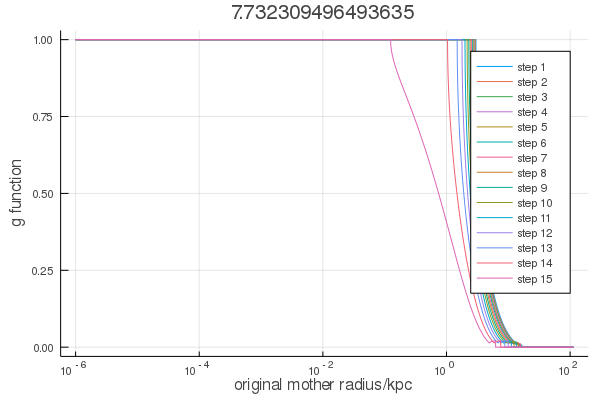 7.732309496493635
g function
1.00
0.75
0.50
0.25
0.00
step 1
step 2
step 3
step 4
step 5
step 6
step 7
step 8
step 9
step 10
step 11
step 12
step 13
step 14
step 15
10^-6 10^-4 10^-2 10^0 10^2
original mother radius/kpc